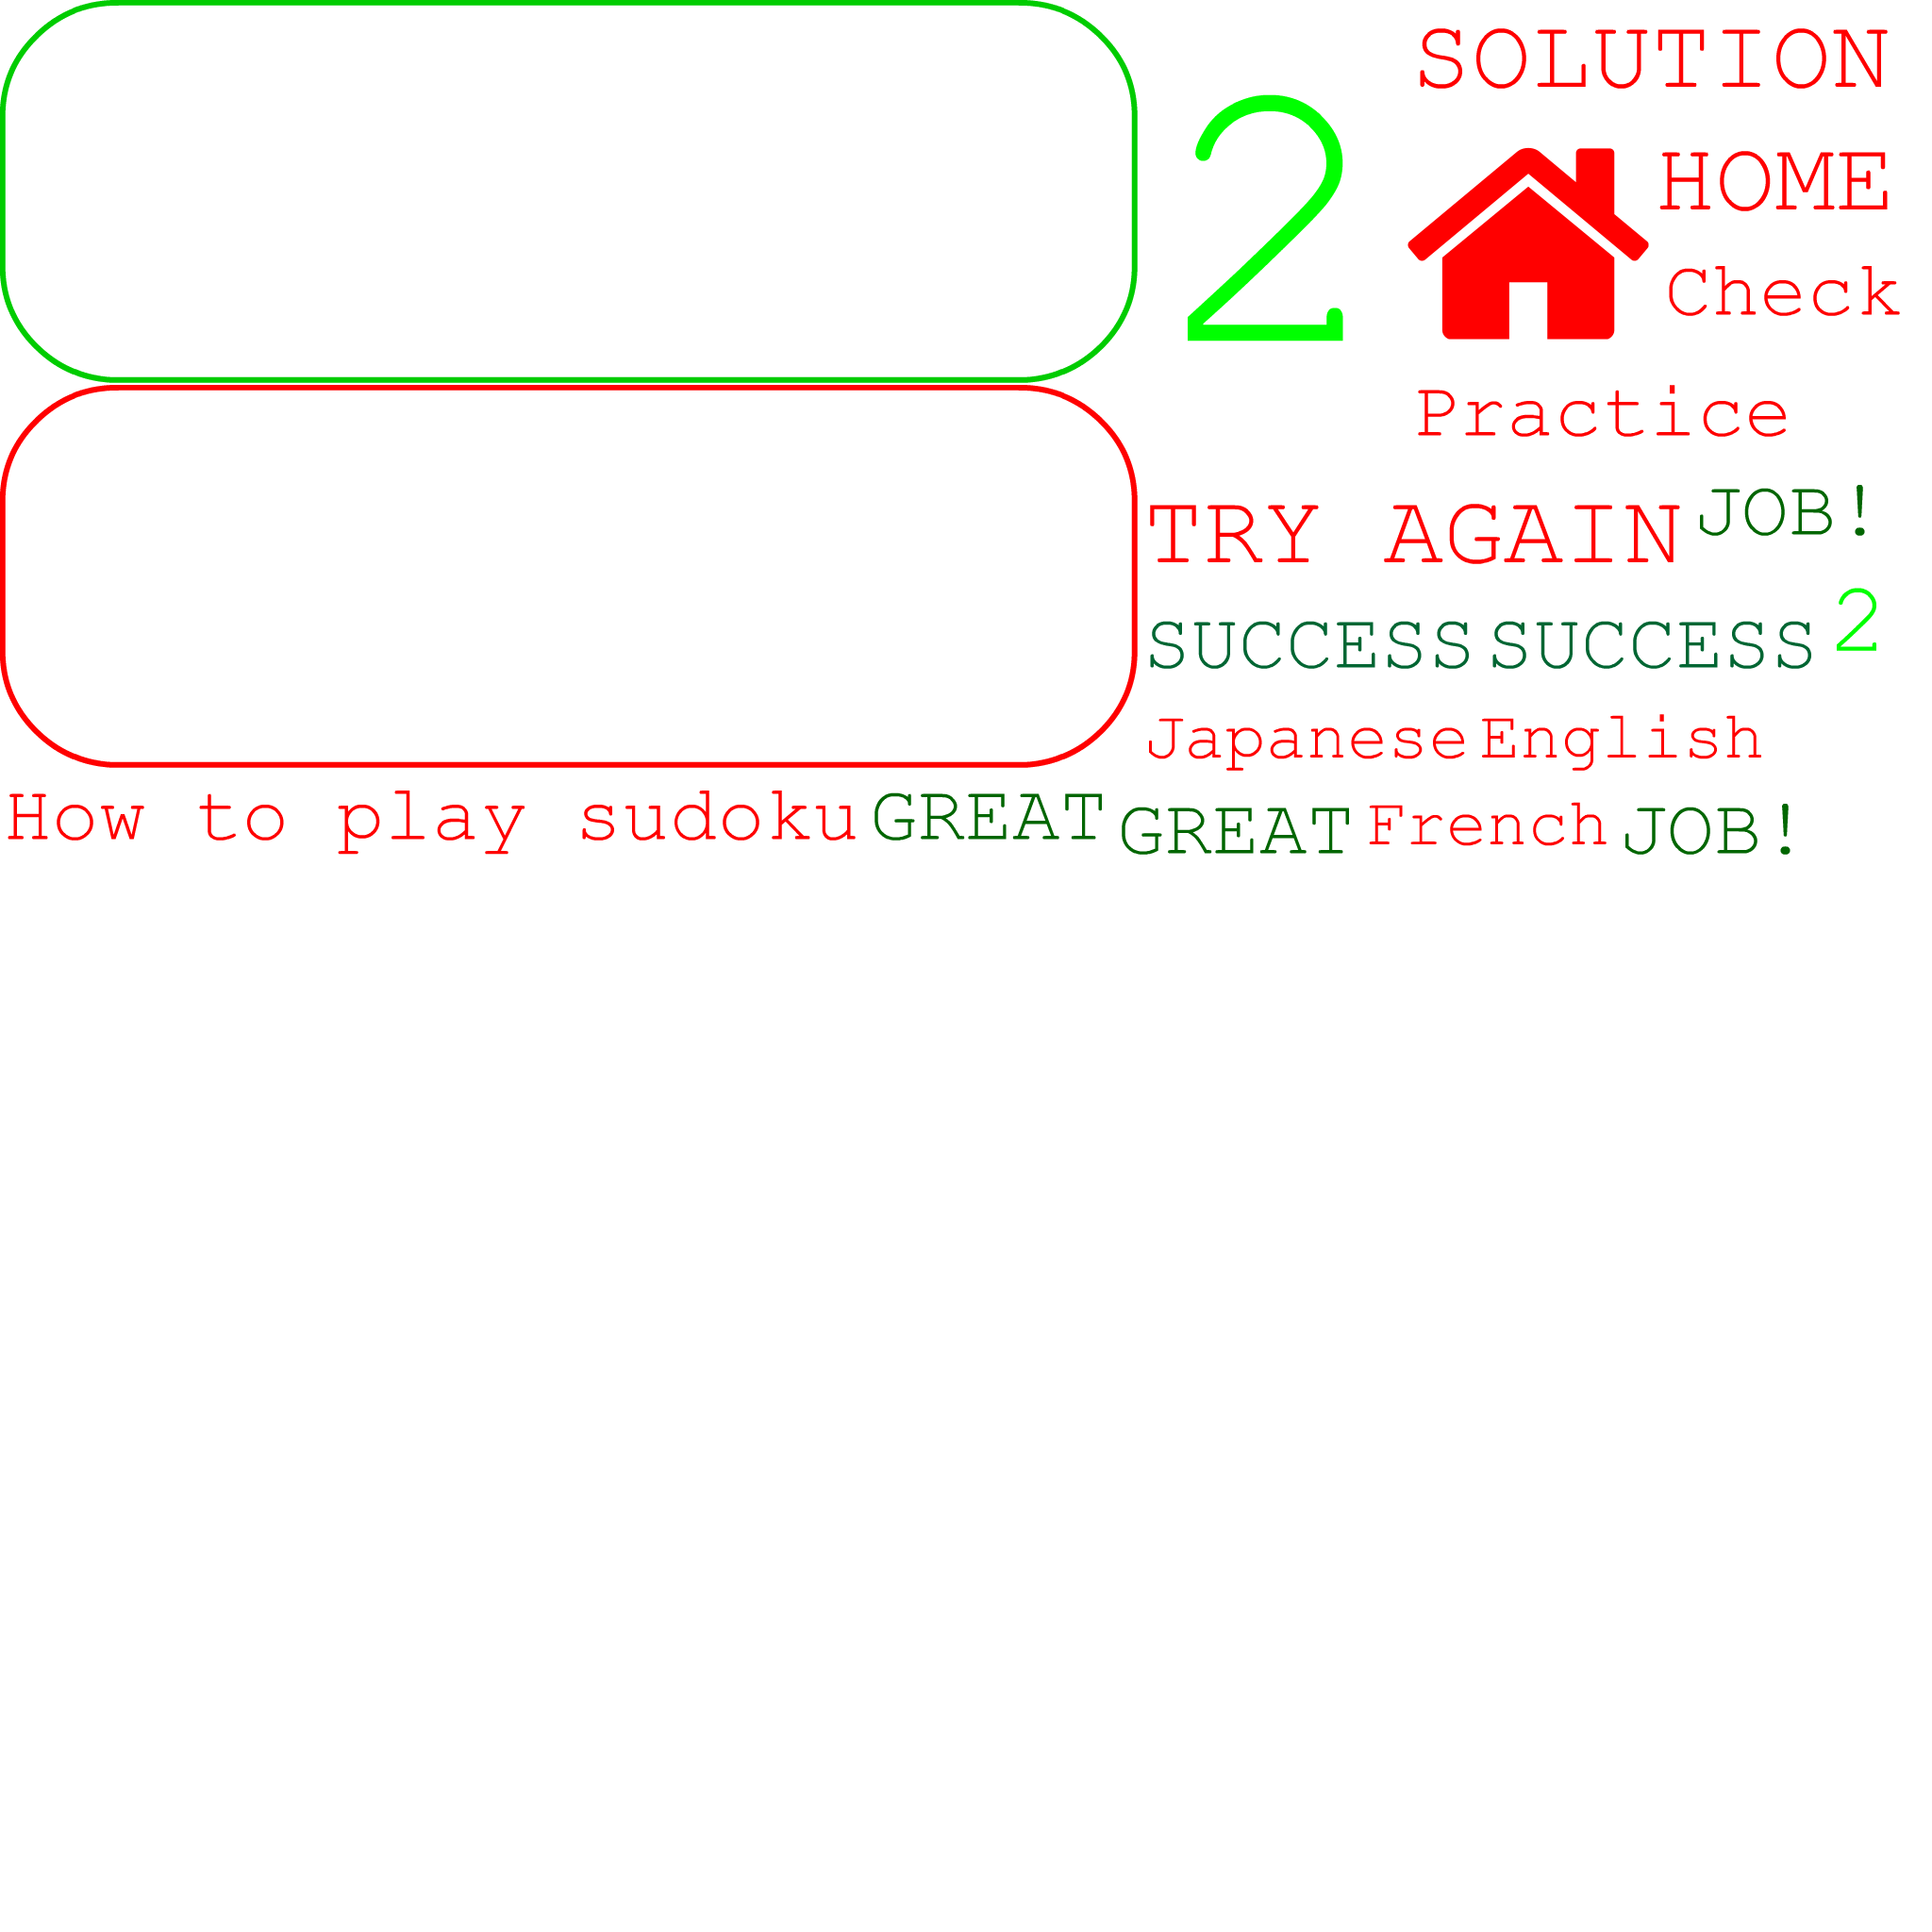 SOLUTION
2
HOME
Check
Practice
TRY AGAIN
JOB!
SUCCESS
SUCCESS
2
Japanese
English
How to play sudoku
GREAT
GREAT
French
JOB!